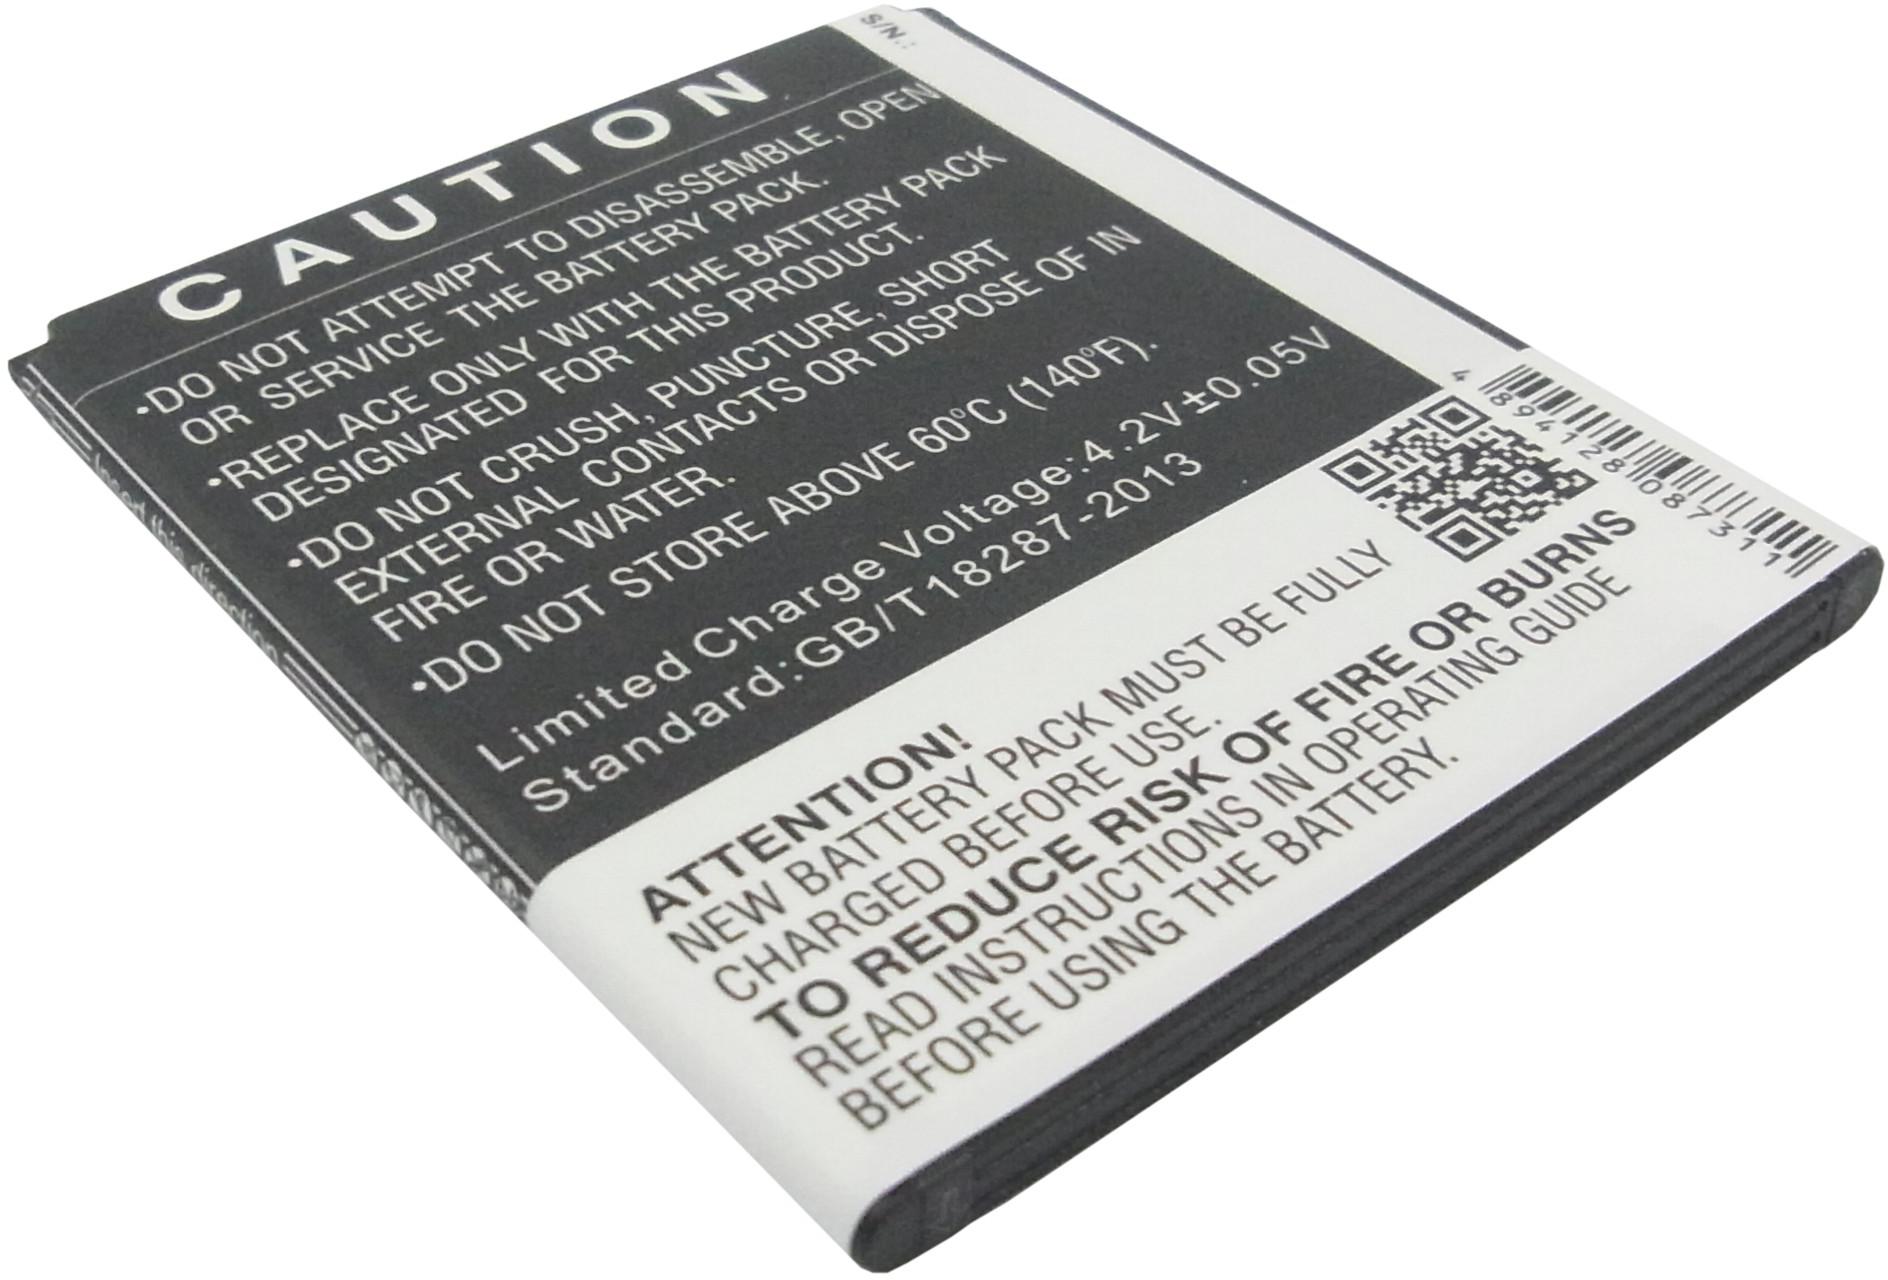 S/N.:
CAUTION
•DO NOT ATTEMPT TO DISASSEMBLE, OPEN
OR SERVICE THE BATTERY PACK.
•REPLACE ONLY WITH THE BATTERY PACK
DESIGNATED FOR THIS PRODUCT.
•DO NOT CRUSH, PUNCTURE, SHORT
EXTERNAL CONTACTS OR DISPOSE OF IN
FIRE OR WATER.
•DO NOT STORE ABOVE 60°C (140°F).
Limited Charge Voltage:4.2V±0.05V
Standard:GB/T18287-2013
4 894128 087311
ATTENTION!
NEW BATTERY PACK MUST BE FULLY
CHARGED BEFORE USE.
TO REDUCE RISK OF FIRE OR BURNS
READ INSTRUCTIONS IN OPERATING GUIDE
BEFORE USING THE BATTERY.
Insert this direction